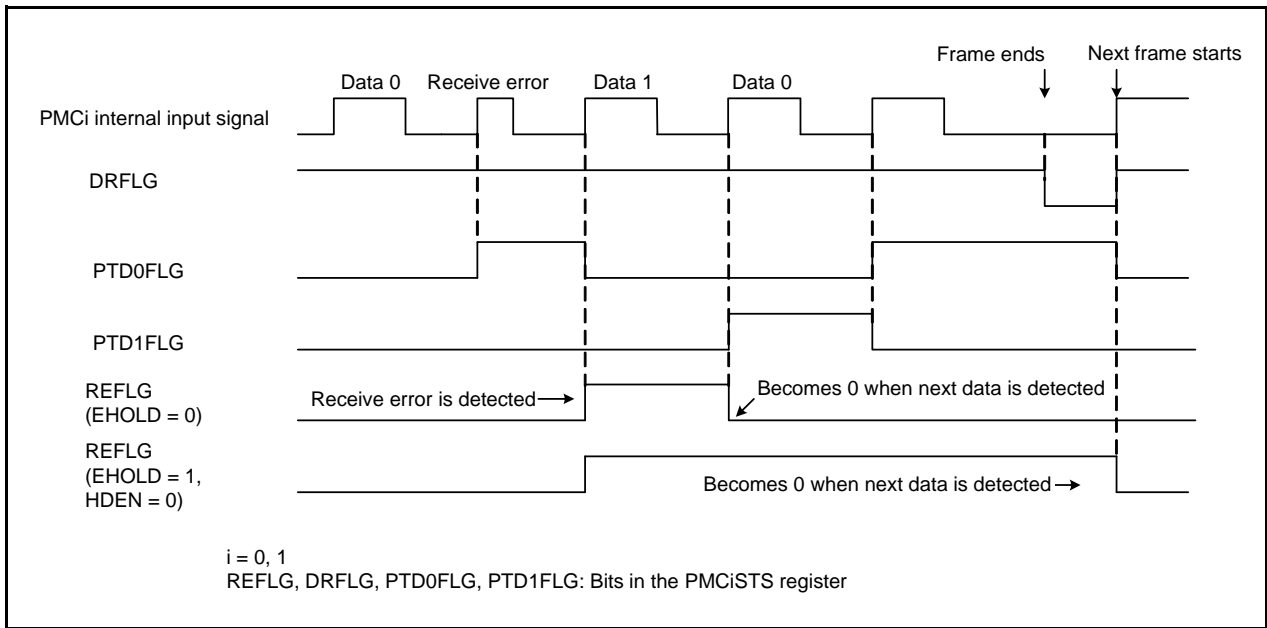 Frame ends
Next frame starts
Data 0
Receive error
Data 1
Data 0
PMCi internal input signal
DRFLG
PTD0FLG
PTD1FLG
REFLG
(EHOLD = 0)
Receive error is detected
Becomes 0 when next data is detected
REFLG
(EHOLD = 1,
HDEN = 0)
Becomes 0 when next data is detected
i = 0, 1
REFLG, DRFLG, PTD0FLG, PTD1FLG: Bits in the PMCiSTS register